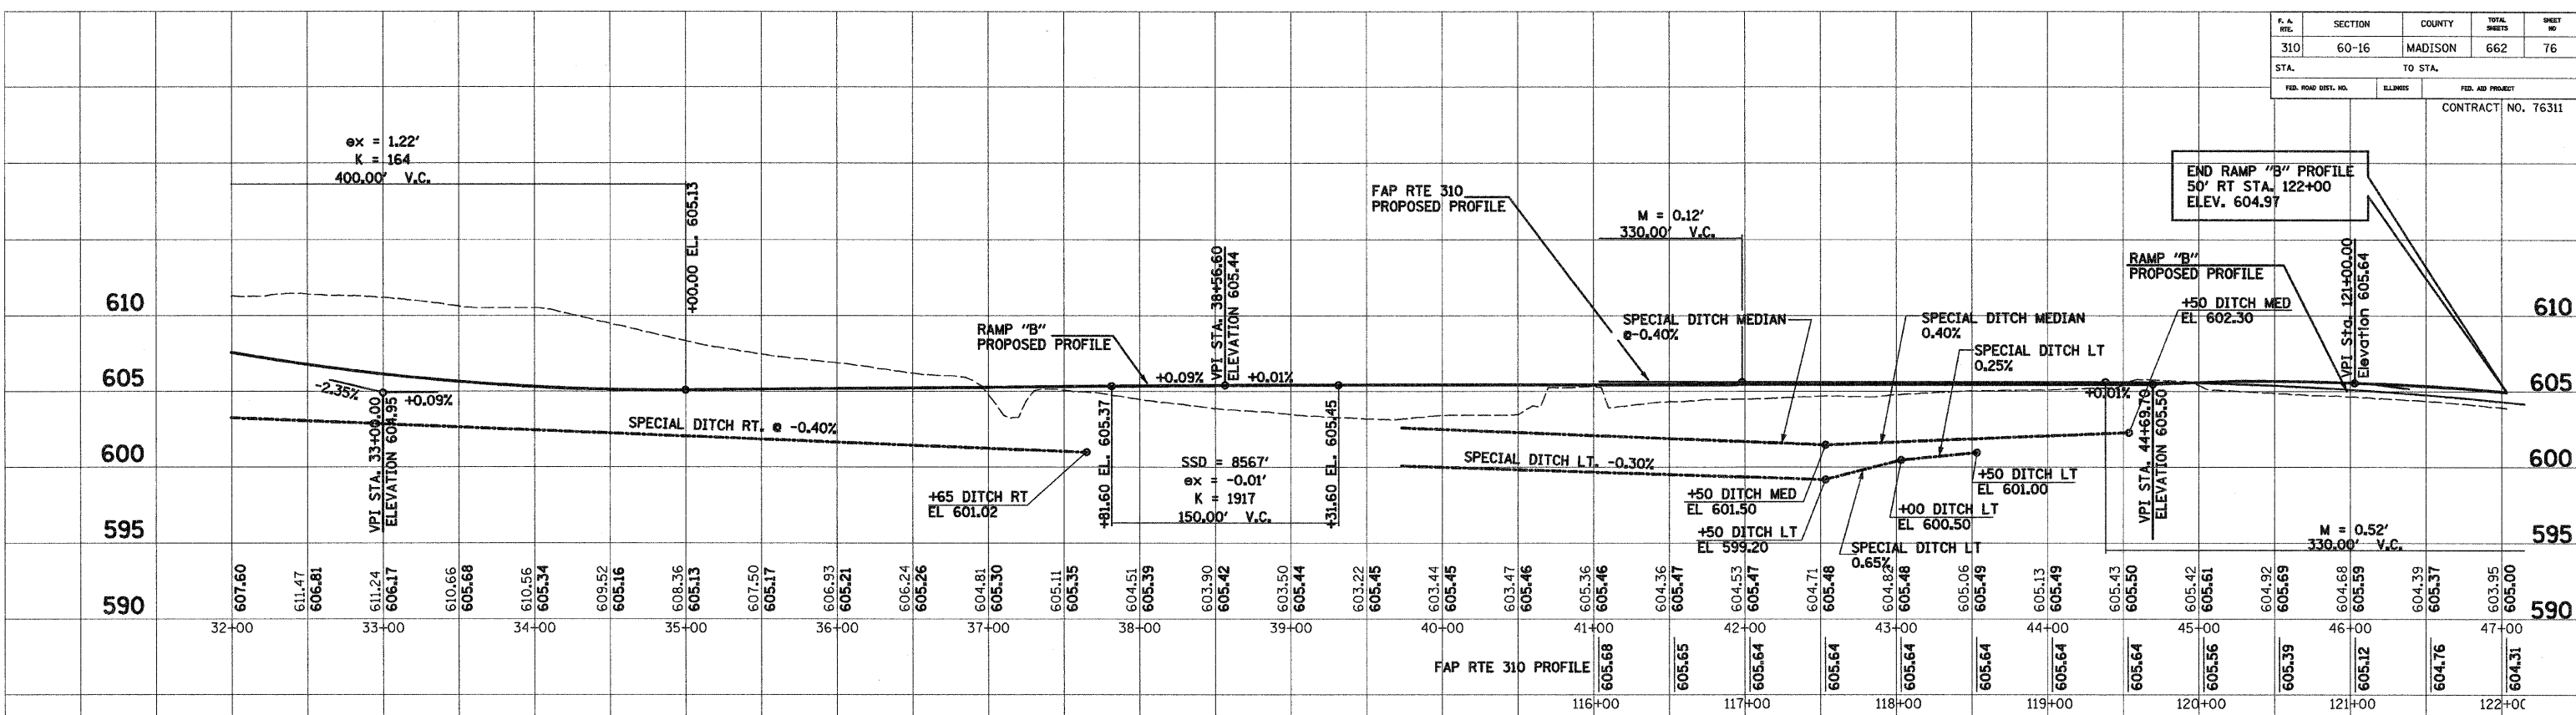 F. A. RTE. SECTION COUNTY TOTAL SHEETS SHEET NO
310 60-16 MADISON 662 76
STA. TO STA.
FED. ROAD DIST. NO. ILLINOIS FED. AID PROJECT
CONTRACT NO. 76311
ex = 1.22'
K = 164
400.00' V.C.
+00.00 EL. 605.13
FAP RTE 310
PROPOSED PROFILE
M = 0.12'
330.00' V.C.
END RAMP "B" PROFILE
50' RT STA. 122+00
ELEV. 604.97
RAMP "B"
PROPOSED PROFILE
VPI Sta. 121+00.00
Elevation 605.64
+50 DITCH MED
EL 602.30
610
610
RAMP "B"
PROPOSED PROFILE
VPI STA. 38+56.60
ELEVATION 605.44
SPECIAL DITCH MEDIAN
@-0.40%
SPECIAL DITCH MEDIAN
0.40%
SPECIAL DITCH LT
0.25%
605
-2.35%
+0.09%
+0.09%
+0.01%
+0.01%
605
VPI STA. 33+00.00
ELEVATION 604.95
SPECIAL DITCH RT. @ -0.40%
600
+65 DITCH RT
EL 601.02
+81.60 EL. 605.37
SSD = 8567'
ex = -0.01'
K = 1917
150.00' V.C.
+31.60 EL. 605.45
SPECIAL DITCH LT. -0.30%
+50 DITCH MED
EL 601.50
+50 DITCH LT
EL 599.20
SPECIAL DITCH LT
0.65%
+00 DITCH LT
EL 600.50
+50 DITCH LT
EL 601.00
VPI STA. 44+69.70
ELEVATION 605.50
600
595
M = 0.52'
330.00' V.C.
595
590
607.60
611.47
606.81
611.24
606.17
610.66
605.68
610.56
605.34
609.52
605.16
608.36
605.13
607.50
605.17
606.93
605.21
606.24
605.26
604.81
605.30
605.11
605.35
604.51
605.39
603.90
605.42
603.50
605.44
603.22
605.45
603.44
605.45
603.47
605.46
605.36
605.46
604.36
605.47
604.53
605.47
604.71
605.48
604.82
605.48
605.06
605.49
605.13
605.49
605.43
605.50
605.42
605.61
604.92
605.69
604.68
605.59
604.39
605.37
603.95
605.00
590
32+00 33+00 34+00 35+00 36+00 37+00 38+00 39+00 40+00 41+00 42+00 43+00 44+00 45+00 46+00 47+00
FAP RTE 310 PROFILE
605.68
605.65
605.64
605.64
605.64
605.64
605.64
605.64
605.56
605.39
605.12
604.76
604.31
116+00 117+00 118+00 119+00 120+00 121+00 122+00